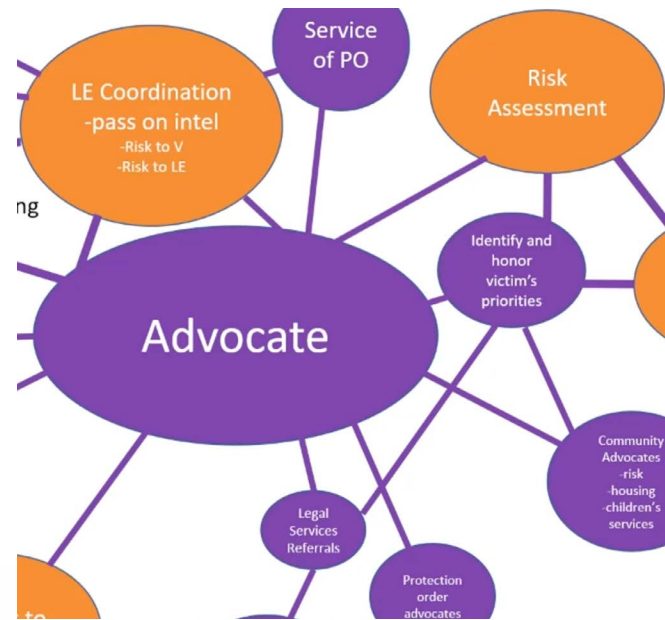 Service
of PO
LE Coordination
-pass on intel
-Risk to V
-Risk to LE
Risk
Assessment
ng
Identify and
honor
victim's
priorities
Advocate
Community
Advocates
-risk
-housing
-children's
services
Legal
Services
Referrals
Protection
order
advocates
to